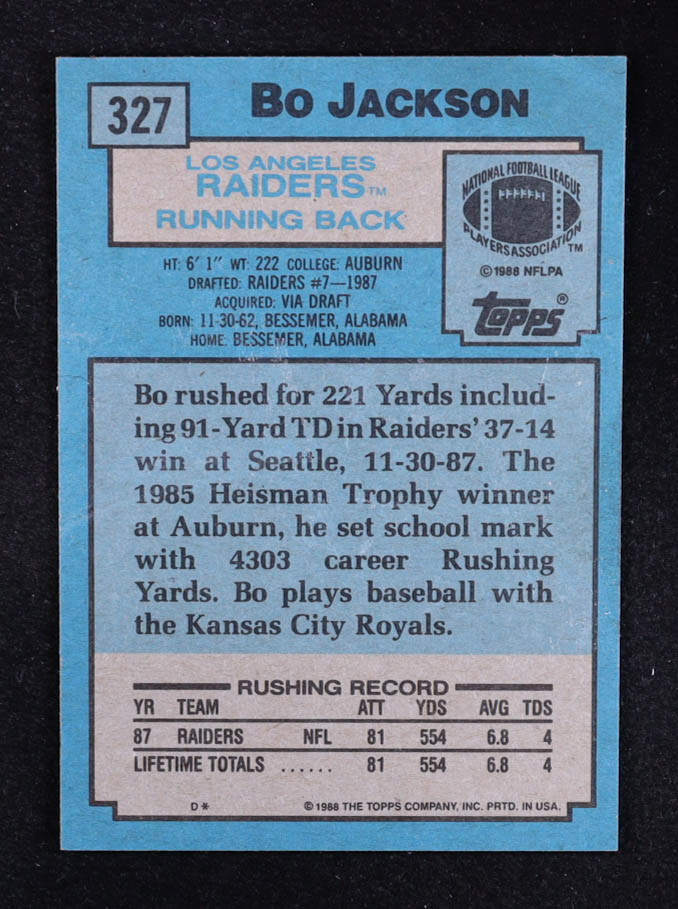 327
BO JACKSON
LOS ANGELES
RAIDERS™
RUNNING BACK
NATIONAL FOOTBALL LEAGUE
PLAYERS ASSOCIATION™
©1988 NFLPA
topps®
HT: 6' 1" WT: 222 COLLEGE: AUBURN
DRAFTED: RAIDERS #7—1987
ACQUIRED: VIA DRAFT
BORN: 11-30-62, BESSEMER, ALABAMA
HOME: BESSEMER, ALABAMA
Bo rushed for 221 Yards includ-
ing 91-Yard TD in Raiders' 37-14
win at Seattle, 11-30-87. The
1985 Heisman Trophy winner
at Auburn, he set school mark
with 4303 career Rushing
Yards. Bo plays baseball with
the Kansas City Royals.
RUSHING RECORD
YR TEAM ATT YDS AVG TDS
87 RAIDERS NFL 81 554 6.8 4
LIFETIME TOTALS ...... 81 554 6.8 4
D* ©1988 THE TOPPS COMPANY, INC. PRTD. IN USA.